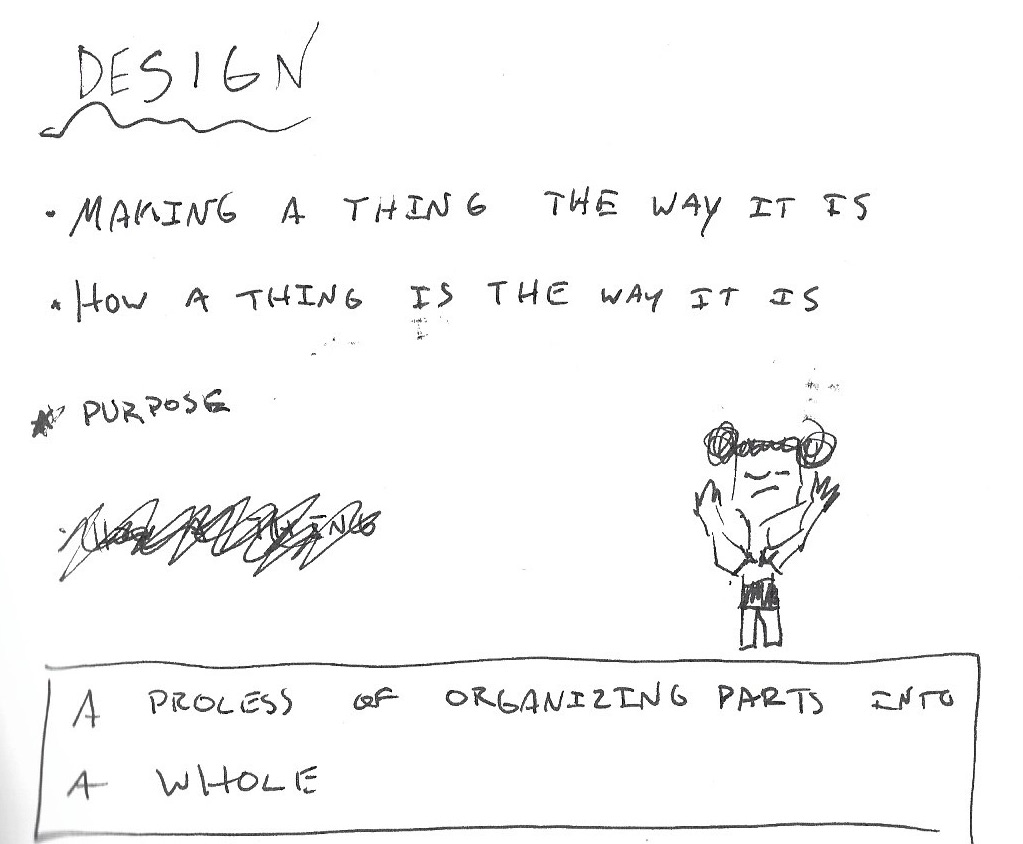 DESIGN
· MAKING A THING THE WAY IT IS
· HOW A THING IS THE WAY IT IS
* PURPOSE
A PROCESS OF ORGANIZING PARTS INTO
A WHOLE